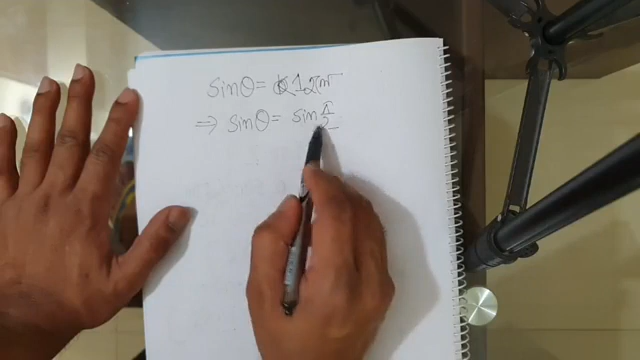 sinθ = 1
⇒ sinθ = sin π/2